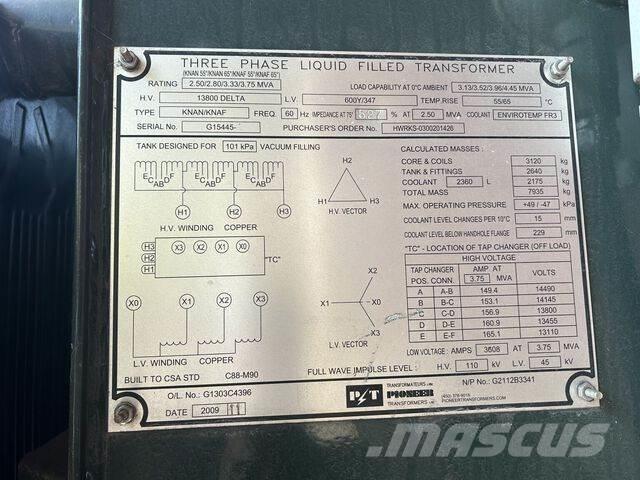 THREE PHASE LIQUID FILLED TRANSFORMER
(KNAN 55°/KNAN 65°/KNAF 55°/KNAF 65°)
RATING 2.50/2.80/3.33/3.75 MVA LOAD CAPABILITY AT 0°C AMBIENT 3.13/3.52/3.96/4.45 MVA
H.V. 13800 DELTA L.V. 600Y/347 TEMP.RISE 55/65 °C
TYPE KNAN/KNAF FREQ. 60 Hz IMPEDANCE AT 75° 5.27 % AT 2.50 MVA COOLANT ENVIROTEMP FR3
SERIAL No. G15445- PURCHASER'S ORDER No. HWRKS-0300201426
TANK DESIGNED FOR 101 kPa VACUUM FILLING
CALCULATED MASSES :
CORE & COILS 3120 kg
TANK & FITTINGS 2640 kg
COOLANT 2360 L 2175 kg
TOTAL MASS 7935 kg
MAX. OPERATING PRESSURE +49 / -47 kPa
COOLANT LEVEL CHANGES PER 10°C 15 mm
COOLANT LEVEL BELOW HANDHOLE FLANGE 229 mm
E C A B D F E C A B D F E C A B D F
H1 H2 H3
H.V. WINDING COPPER
H2
H1 H3
H.V. VECTOR
H3
H2
H1
X3 X2 X1 X0
"TC"
X0 X1 X2 X3
L.V. WINDING COPPER
X2
X1 X0
X3
L.V. VECTOR
"TC" - LOCATION OF TAP CHANGER (OFF LOAD)
HIGH VOLTAGE
TAP CHANGER AMP AT VOLTS
POS. CONN. 3.75 MVA
A A-B 149.4 14490
B B-C 153.1 14145
C C-D 156.9 13800
D D-E 160.9 13455
E E-F 165.1 13110
LOW VOLTAGE : AMPS 3608 AT 3.75 MVA
FULL WAVE IMPULSE LEVEL : H.V. 110 kV L.V. 45 kV
BUILT TO CSA STD C88-M90
O/L. No.: G1303C4396
DATE 2009 11
P/T TRANSFORMATEURS PIONEER TRANSFORMERS
(450) 378-9018
PIONEERTRANSFORMERS.COM
N/P No.: G2112B3341
MASCUS